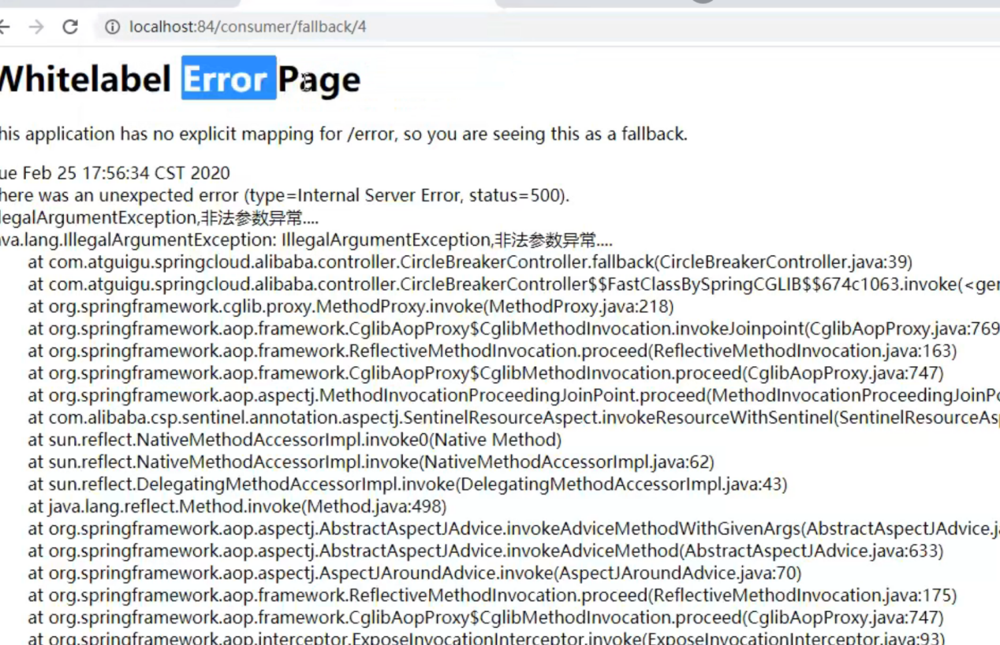 localhost:84/consumer/fallback/4
Whitelabel Error Page
his application has no explicit mapping for /error, so you are seeing this as a fallback.
ue Feb 25 17:56:34 CST 2020
here was an unexpected error (type=Internal Server Error, status=500).
legalArgumentException,非法参数异常....
va.lang.IllegalArgumentException: IllegalArgumentException,非法参数异常....
at com.atguigu.springcloud.alibaba.controller.CircleBreakerController.fallback(CircleBreakerController.java:39)
at com.atguigu.springcloud.alibaba.controller.CircleBreakerController$$FastClassBySpringCGLIB$$674c1063.invoke(<ger
at org.springframework.cglib.proxy.MethodProxy.invoke(MethodProxy.java:218)
at org.springframework.aop.framework.CglibAopProxy$CglibMethodInvocation.invokeJoinpoint(CglibAopProxy.java:769
at org.springframework.aop.framework.ReflectiveMethodInvocation.proceed(ReflectiveMethodInvocation.java:163)
at org.springframework.aop.framework.CglibAopProxy$CglibMethodInvocation.proceed(CglibAopProxy.java:747)
at org.springframework.aop.aspectj.MethodInvocationProceedingJoinPoint.proceed(MethodInvocationProceedingJoinPo
at com.alibaba.csp.sentinel.annotation.aspectj.SentinelResourceAspect.invokeResourceWithSentinel(SentinelResourceAsp
at sun.reflect.NativeMethodAccessorImpl.invoke0(Native Method)
at sun.reflect.NativeMethodAccessorImpl.invoke(NativeMethodAccessorImpl.java:62)
at sun.reflect.DelegatingMethodAccessorImpl.invoke(DelegatingMethodAccessorImpl.java:43)
at java.lang.reflect.Method.invoke(Method.java:498)
at org.springframework.aop.aspectj.AbstractAspectJAdvice.invokeAdviceMethodWithGivenArgs(AbstractAspectJAdvice.ja
at org.springframework.aop.aspectj.AbstractAspectJAdvice.invokeAdviceMethod(AbstractAspectJAdvice.java:633)
at org.springframework.aop.aspectj.AspectJAroundAdvice.invoke(AspectJAroundAdvice.java:70)
at org.springframework.aop.framework.ReflectiveMethodInvocation.proceed(ReflectiveMethodInvocation.java:175)
at org.springframework.aop.framework.CglibAopProxy$CglibMethodInvocation.proceed(CglibAopProxy.java:747)
at org.springframework.aop.interceptor.ExposeInvocationInterceptor.invoke(ExposeInvocationInterceptor.java:93)